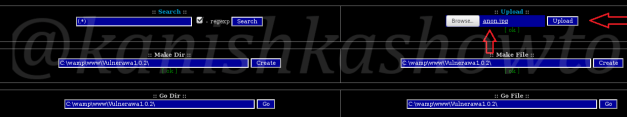 :: Search ::
(.*) - regexp Search
:: Upload ::
Browse.. anon.jpg Upload
[ ok ]
@kanishkashowto
:: Make Dir ::
C:\wamp\www\Vulnerawa1.0.2\ Create
[ Ok ]
:: Make File ::
C:\wamp\www\Vulnerawa1.0.2\ Create
[ Ok ]
:: Go Dir ::
C:\wamp\www\Vulnerawa1.0.2\ Go
:: Go File ::
C:\wamp\www\Vulnerawa1.0.2\ Go